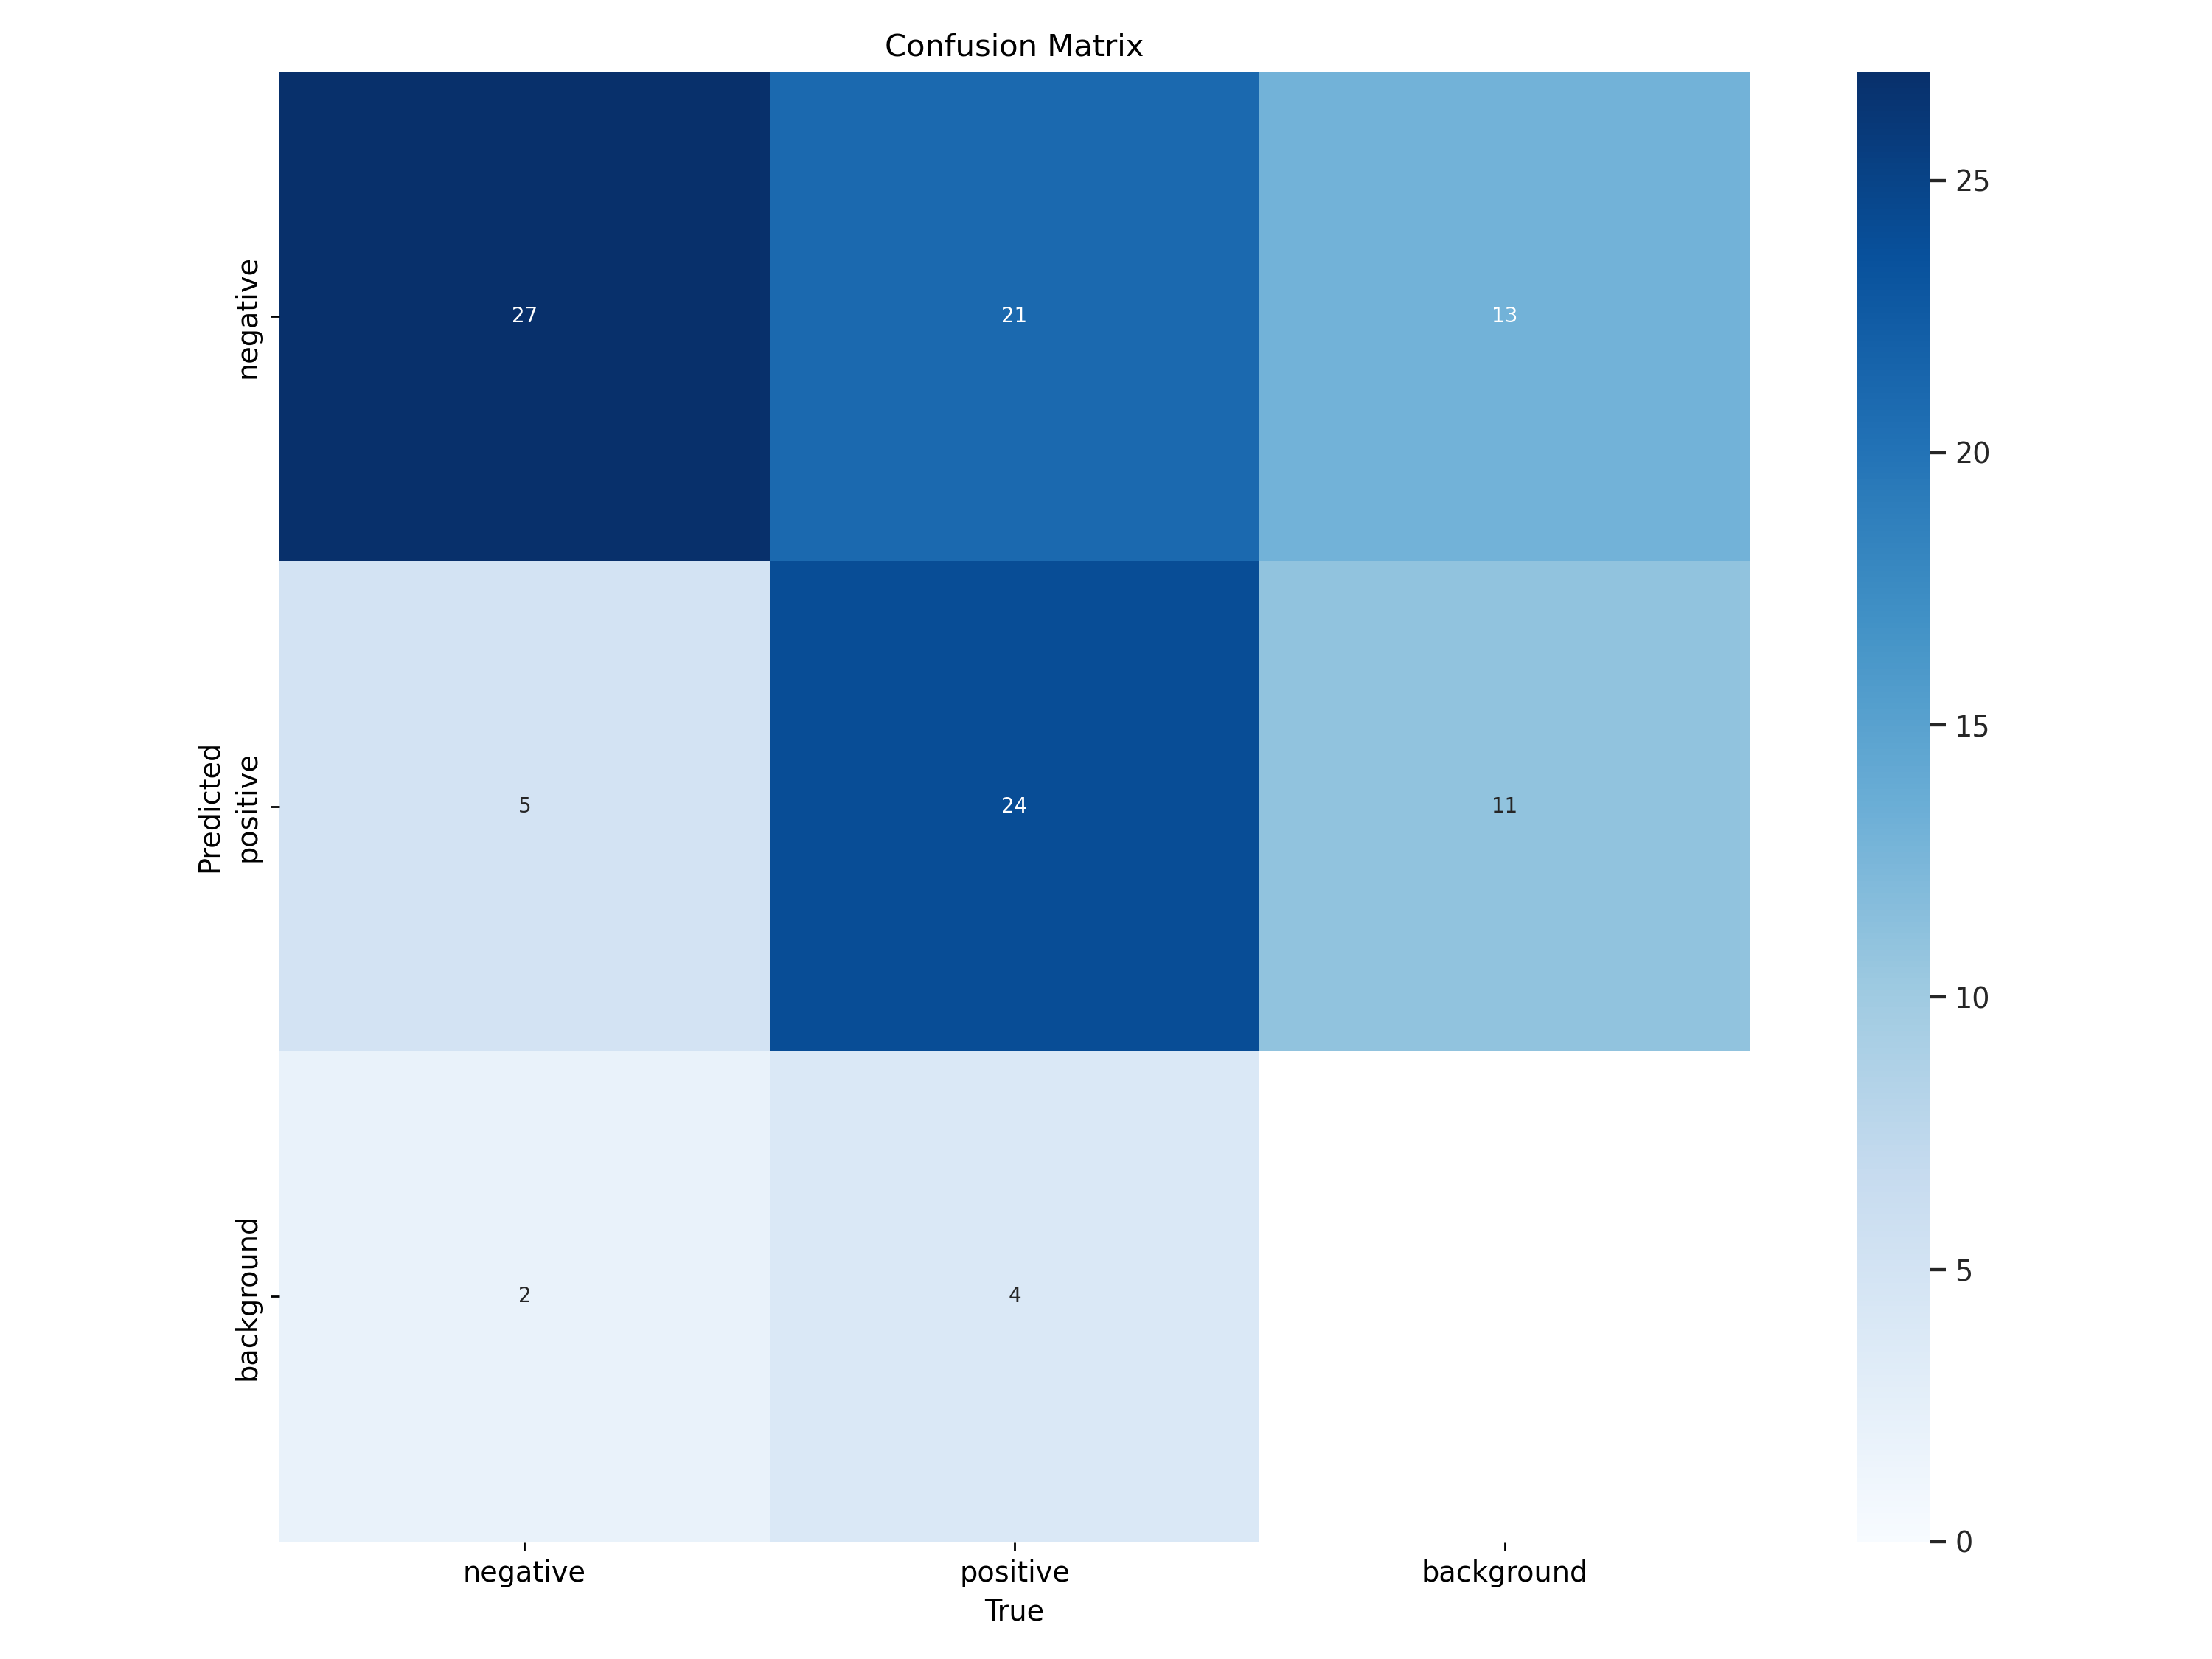 Confusion Matrix
negative
27
21
13
25
20
Predicted
positive
5
24
11
15
10
background
2
4
5
0
negative
positive
background
True